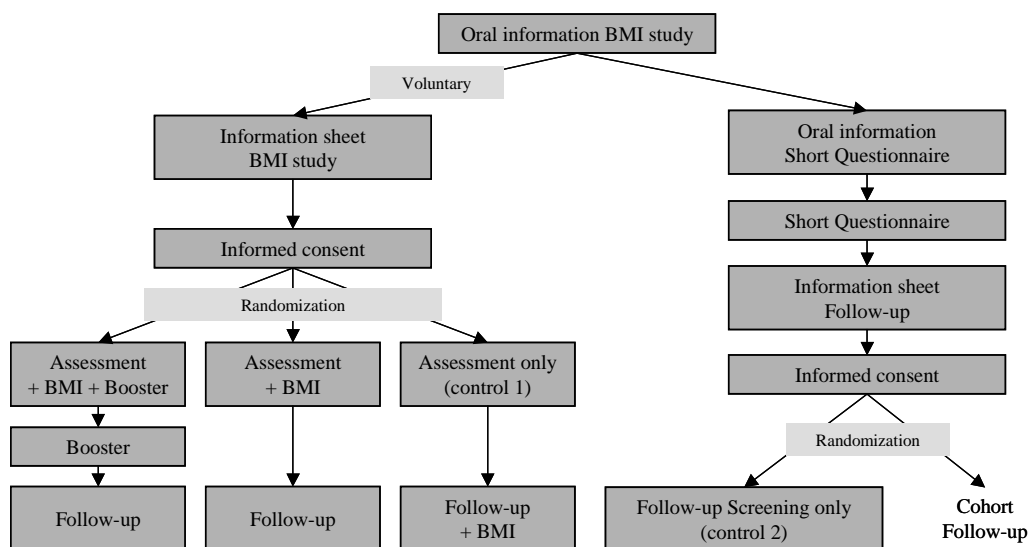 Oral information BMI study
Voluntary
Information sheet
BMI study
Oral information
Short Questionnaire
Short Questionnaire
Informed consent
Information sheet
Follow-up
Randomization
Assessment
+ BMI + Booster
Assessment
+ BMI
Assessment only
(control 1)
Informed consent
Booster
Randomization
Follow-up
Follow-up
Follow-up
+ BMI
Follow-up Screening only
(control 2)
Cohort
Follow-up